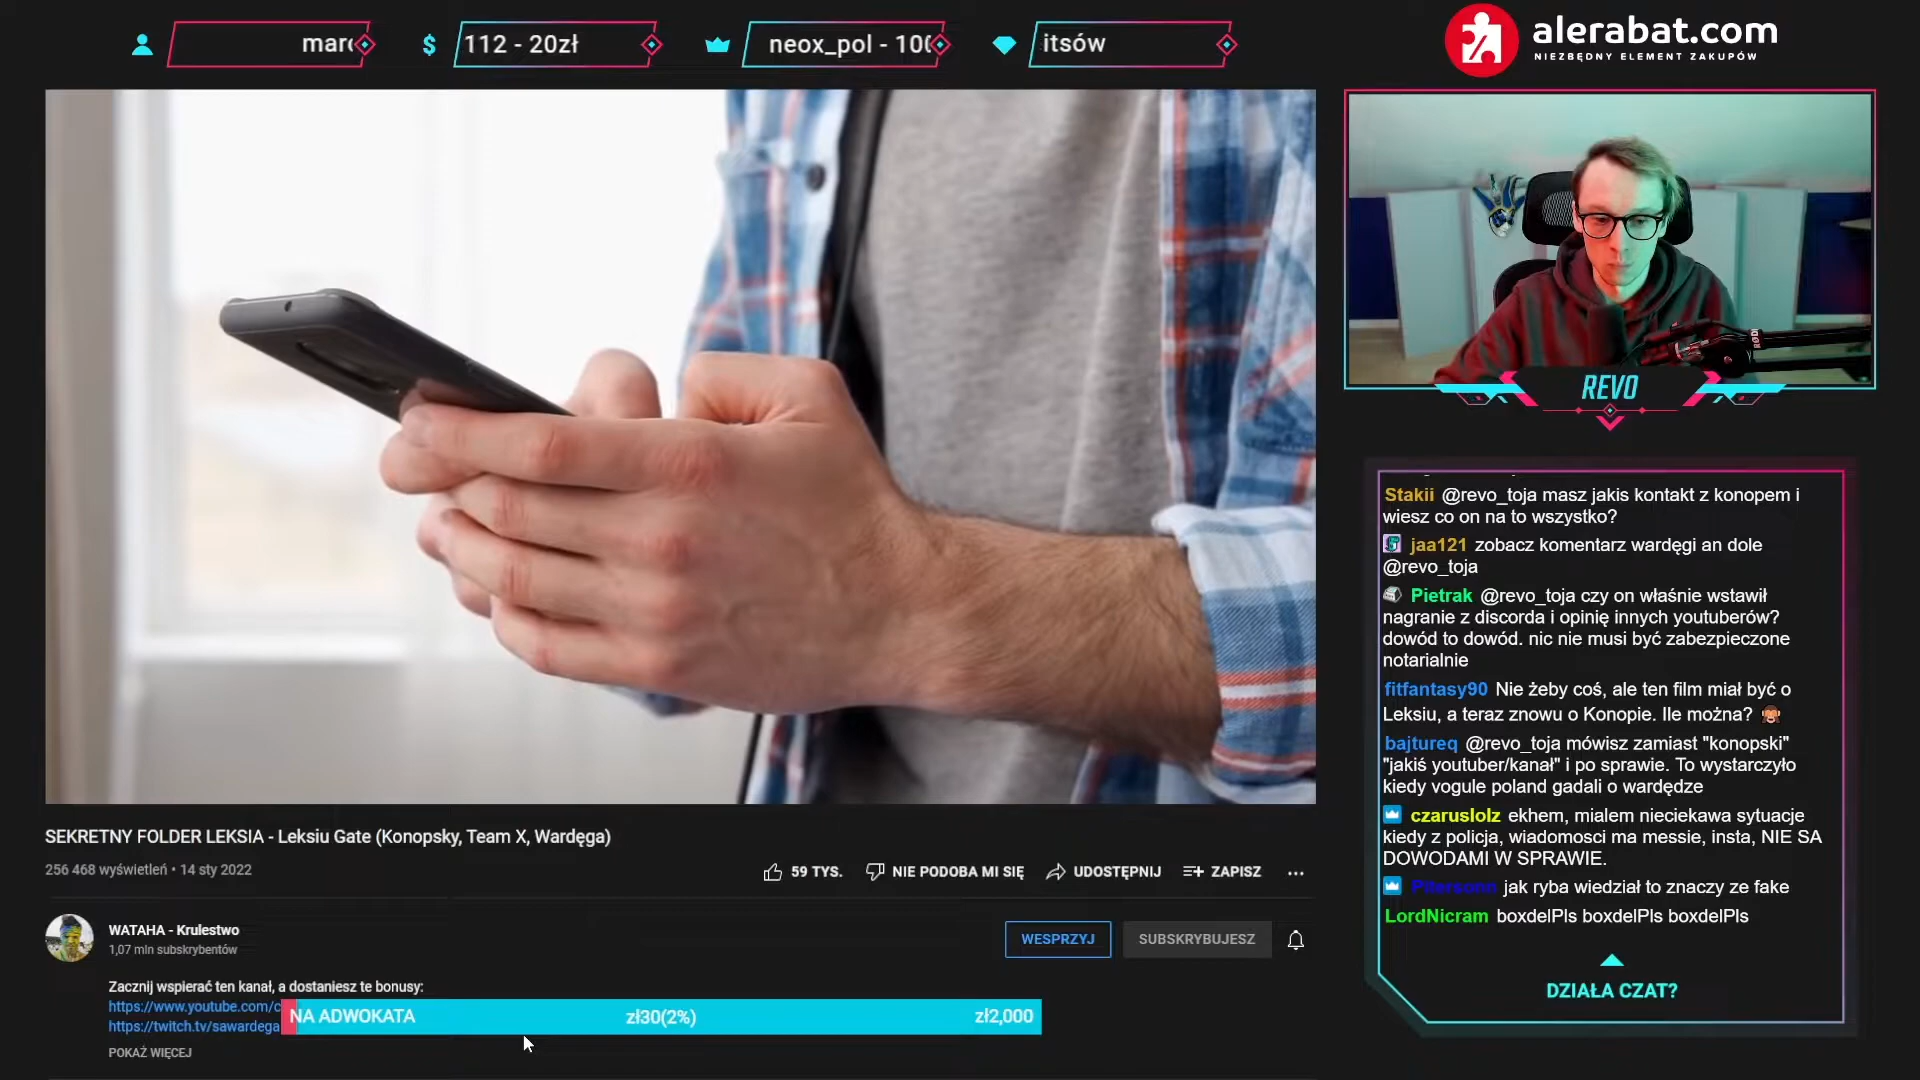 marc
$ 112 - 20zł
neox_pol - 100
itsów
alerabat.com
NIEZBĘDNY ELEMENT ZAKUPÓW
REVO
Stakii @revo_toja masz jakis kontakt z konopem i
wiesz co on na to wszystko?
jaa121 zobacz komentarz wardęgi an dole
@revo_toja
Pietrak @revo_toja czy on właśnie wstawił
nagranie z discorda i opinię innych youtuberów?
dowód to dowód. nic nie musi być zabezpieczone
notarialnie
fitfantasy90 Nie żeby coś, ale ten film miał być o
Leksiu, a teraz znowu o Konopie. Ile można?
bajtureq @revo_toja mówisz zamiast "konopski"
"jakiś youtuber/kanał" i po sprawie. To wystarczyło
kiedy vogule poland gadali o wardędze
czaruslolz ekhem, mialem nieciekawa sytuacje
kiedy z policja, wiadomosci ma messie, insta, NIE SA
DOWODAMI W SPRAWIE.
Pitersonn jak ryba wiedział to znaczy ze fake
LordNicram boxdelPls boxdelPls boxdelPls
DZIAŁA CZAT?
SEKRETNY FOLDER LEKSIA - Leksiu Gate (Konopsky, Team X, Wardęga)
256 468 wyświetleń • 14 sty 2022
59 TYS.
NIE PODOBA MI SIĘ
UDOSTĘPNIJ
ZAPISZ
WATAHA - Krulestwo
1,07 mln subskrybentów
WESPRZYJ
SUBSKRYBUJESZ
Zacznij wspierać ten kanał, a dostaniesz te bonusy:
https://www.youtube.com/c
https://twitch.tv/sawardega
NA ADWOKATA
zł30(2%)
zł2,000
POKAŻ WIĘCEJ